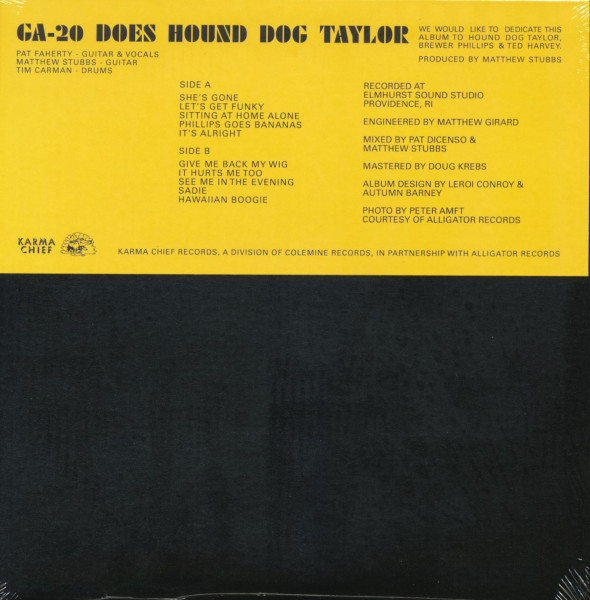 GA-20 DOES HOUND DOG TAYLOR
PAT FAHERTY - GUITAR & VOCALS
MATTHEW STUBBS - GUITAR
TIM CARMAN - DRUMS
WE WOULD LIKE TO DEDICATE THIS
ALBUM TO HOUND DOG TAYLOR,
BREWER PHILLIPS & TED HARVEY.
PRODUCED BY MATTHEW STUBBS
SIDE A
SHE'S GONE
LET'S GET FUNKY
SITTING AT HOME ALONE
PHILLIPS GOES BANANAS
IT'S ALRIGHT
SIDE B
GIVE ME BACK MY WIG
IT HURTS ME TOO
SEE ME IN THE EVENING
SADIE
HAWAIIAN BOOGIE
RECORDED AT
ELMHURST SOUND STUDIO
PROVIDENCE, RI
ENGINEERED BY MATTHEW GIRARD
MIXED BY PAT DICENSO &
MATTHEW STUBBS
MASTERED BY DOUG KREBS
ALBUM DESIGN BY LEROI CONROY &
AUTUMN BARNEY
PHOTO BY PETER AMFT
COURTESY OF ALLIGATOR RECORDS
KARMA
CHIEF
KARMA CHIEF RECORDS, A DIVISION OF COLEMINE RECORDS, IN PARTNERSHIP WITH ALLIGATOR RECORDS